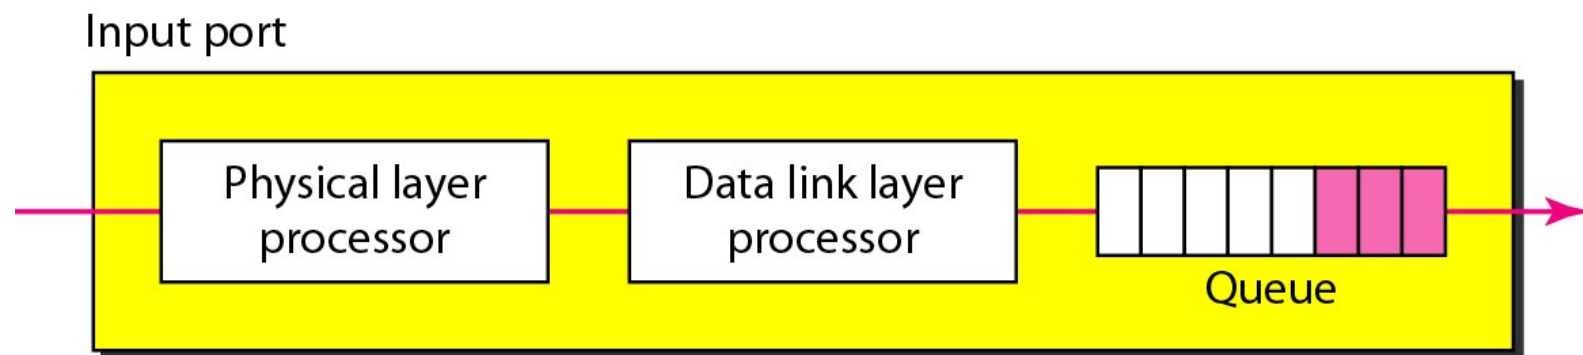 Input port
Physical layer
processor
Data link layer
processor
Queue